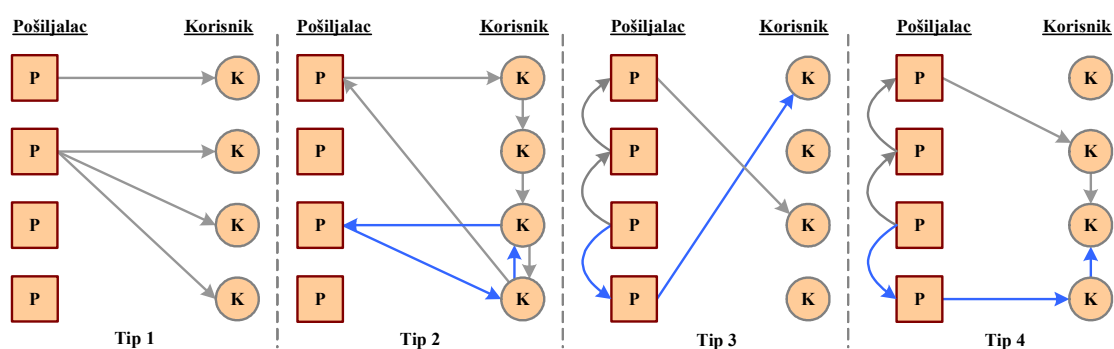 Pošiljalac Korisnik Pošiljalac Korisnik Pošiljalac Korisnik Pošiljalac Korisnik
P K P K P K P K
P K P K P K P K
P K P K P K P K
P K P K P K P K
Tip 1 Tip 2 Tip 3 Tip 4